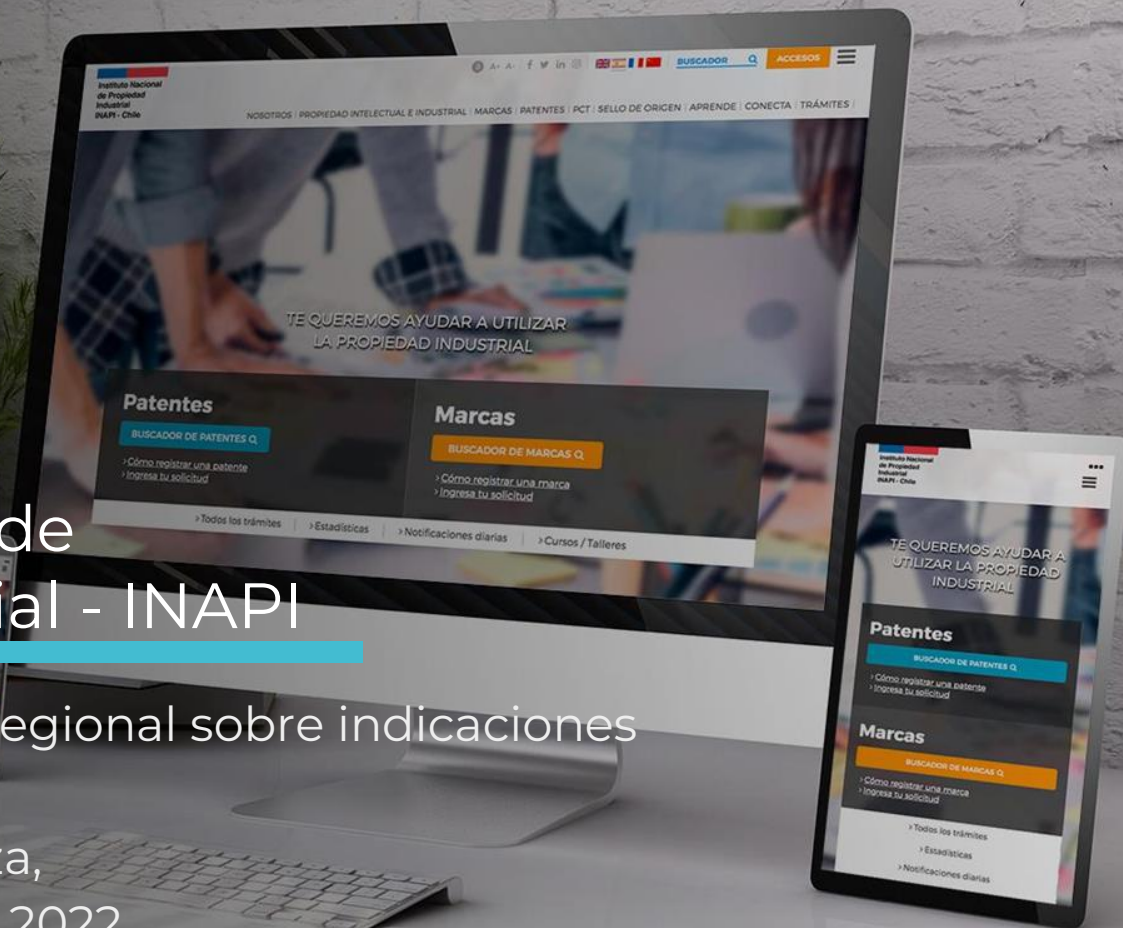 Instituto Nacional
de Propiedad
Industrial
INAPI - Chile
A+ A-
BUSCADOR
ACCESOS
NOSOTROS | PROPIEDAD INTELECTUAL E INDUSTRIAL | MARCAS | PATENTES | PCT | SELLO DE ORIGEN | APRENDE | CONECTA | TRÁMITES |
TE QUEREMOS AYUDAR A UTILIZAR
LA PROPIEDAD INDUSTRIAL
Patentes
BUSCADOR DE PATENTES
> Cómo registrar una patente
> Ingresa tu solicitud
Marcas
BUSCADOR DE MARCAS
> Cómo registrar una marca
> Ingresa tu solicitud
> Todos los trámites | > Estadísticas | > Notificaciones diarias | > Cursos / Talleres
Instituto Nacional
de Propiedad
Industrial
INAPI - Chile
TE QUEREMOS AYUDAR A
UTILIZAR LA PROPIEDAD
INDUSTRIAL
Patentes
BUSCADOR DE PATENTES
> Cómo registrar una patente
> Ingresa tu solicitud
Marcas
BUSCADOR DE MARCAS
> Cómo registrar una marca
> Ingresa tu solicitud
> Todos los trámites
> Estadísticas
> Notificaciones diarias
de
ial - INAPI
egional sobre indicaciones
za,
2022